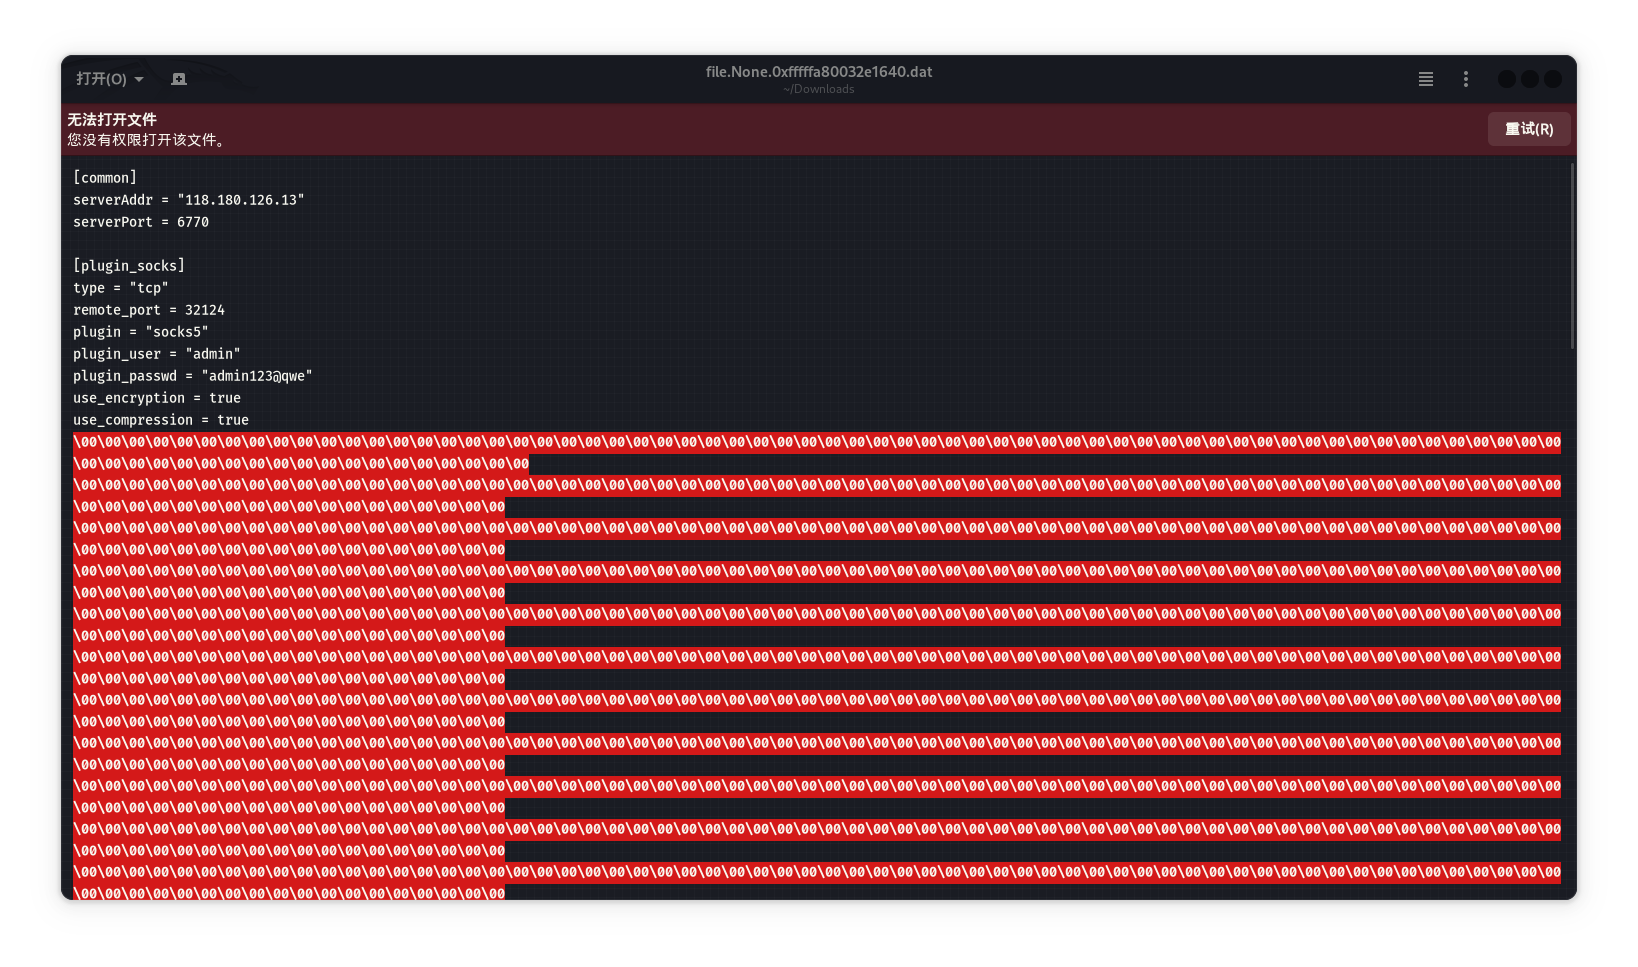 打开(O)
file.None.0xfffffa80032e1640.dat
~/Downloads
无法打开文件
您没有权限打开该文件。
重试(R)
[common]
serverAddr = "118.180.126.13"
serverPort = 6770
[plugin_socks]
type = "tcp"
remote_port = 32124
plugin = "socks5"
plugin_user = "admin"
plugin_passwd = "admin123@qwe"
use_encryption = true
use_compression = true
\00\00\00\00\00\00\00\00\00\00\00\00\00\00\00\00\00\00\00\00\00\00\00\00\00\00\00\00\00\00\00\00\00\00\00\00\00\00\00\00\00\00\00\00\00\00\00\00\00\00\00\00\00\00\00\00\00\00\00\00\00\00
\00\00\00\00\00\00\00\00\00\00\00\00\00\00\00\00\00\00\00
\00\00\00\00\00\00\00\00\00\00\00\00\00\00\00\00\00\00\00\00\00\00\00\00\00\00\00\00\00\00\00\00\00\00\00\00\00\00\00\00\00\00\00\00\00\00\00\00\00\00\00\00\00\00\00\00\00\00\00\00\00\00
\00\00\00\00\00\00\00\00\00\00\00\00\00\00\00\00\00\00
\00\00\00\00\00\00\00\00\00\00\00\00\00\00\00\00\00\00\00\00\00\00\00\00\00\00\00\00\00\00\00\00\00\00\00\00\00\00\00\00\00\00\00\00\00\00\00\00\00\00\00\00\00\00\00\00\00\00\00\00\00\00
\00\00\00\00\00\00\00\00\00\00\00\00\00\00\00\00\00\00
\00\00\00\00\00\00\00\00\00\00\00\00\00\00\00\00\00\00\00\00\00\00\00\00\00\00\00\00\00\00\00\00\00\00\00\00\00\00\00\00\00\00\00\00\00\00\00\00\00\00\00\00\00\00\00\00\00\00\00\00\00\00
\00\00\00\00\00\00\00\00\00\00\00\00\00\00\00\00\00\00
\00\00\00\00\00\00\00\00\00\00\00\00\00\00\00\00\00\00\00\00\00\00\00\00\00\00\00\00\00\00\00\00\00\00\00\00\00\00\00\00\00\00\00\00\00\00\00\00\00\00\00\00\00\00\00\00\00\00\00\00\00\00
\00\00\00\00\00\00\00\00\00\00\00\00\00\00\00\00\00\00
\00\00\00\00\00\00\00\00\00\00\00\00\00\00\00\00\00\00\00\00\00\00\00\00\00\00\00\00\00\00\00\00\00\00\00\00\00\00\00\00\00\00\00\00\00\00\00\00\00\00\00\00\00\00\00\00\00\00\00\00\00\00
\00\00\00\00\00\00\00\00\00\00\00\00\00\00\00\00\00\00
\00\00\00\00\00\00\00\00\00\00\00\00\00\00\00\00\00\00\00\00\00\00\00\00\00\00\00\00\00\00\00\00\00\00\00\00\00\00\00\00\00\00\00\00\00\00\00\00\00\00\00\00\00\00\00\00\00\00\00\00\00\00
\00\00\00\00\00\00\00\00\00\00\00\00\00\00\00\00\00\00
\00\00\00\00\00\00\00\00\00\00\00\00\00\00\00\00\00\00\00\00\00\00\00\00\00\00\00\00\00\00\00\00\00\00\00\00\00\00\00\00\00\00\00\00\00\00\00\00\00\00\00\00\00\00\00\00\00\00\00\00\00\00
\00\00\00\00\00\00\00\00\00\00\00\00\00\00\00\00\00\00
\00\00\00\00\00\00\00\00\00\00\00\00\00\00\00\00\00\00\00\00\00\00\00\00\00\00\00\00\00\00\00\00\00\00\00\00\00\00\00\00\00\00\00\00\00\00\00\00\00\00\00\00\00\00\00\00\00\00\00\00\00\00
\00\00\00\00\00\00\00\00\00\00\00\00\00\00\00\00\00\00
\00\00\00\00\00\00\00\00\00\00\00\00\00\00\00\00\00\00\00\00\00\00\00\00\00\00\00\00\00\00\00\00\00\00\00\00\00\00\00\00\00\00\00\00\00\00\00\00\00\00\00\00\00\00\00\00\00\00\00\00\00\00
\00\00\00\00\00\00\00\00\00\00\00\00\00\00\00\00\00\00
\00\00\00\00\00\00\00\00\00\00\00\00\00\00\00\00\00\00\00\00\00\00\00\00\00\00\00\00\00\00\00\00\00\00\00\00\00\00\00\00\00\00\00\00\00\00\00\00\00\00\00\00\00\00\00\00\00\00\00\00\00\00
\00\00\00\00\00\00\00\00\00\00\00\00\00\00\00\00\00\00